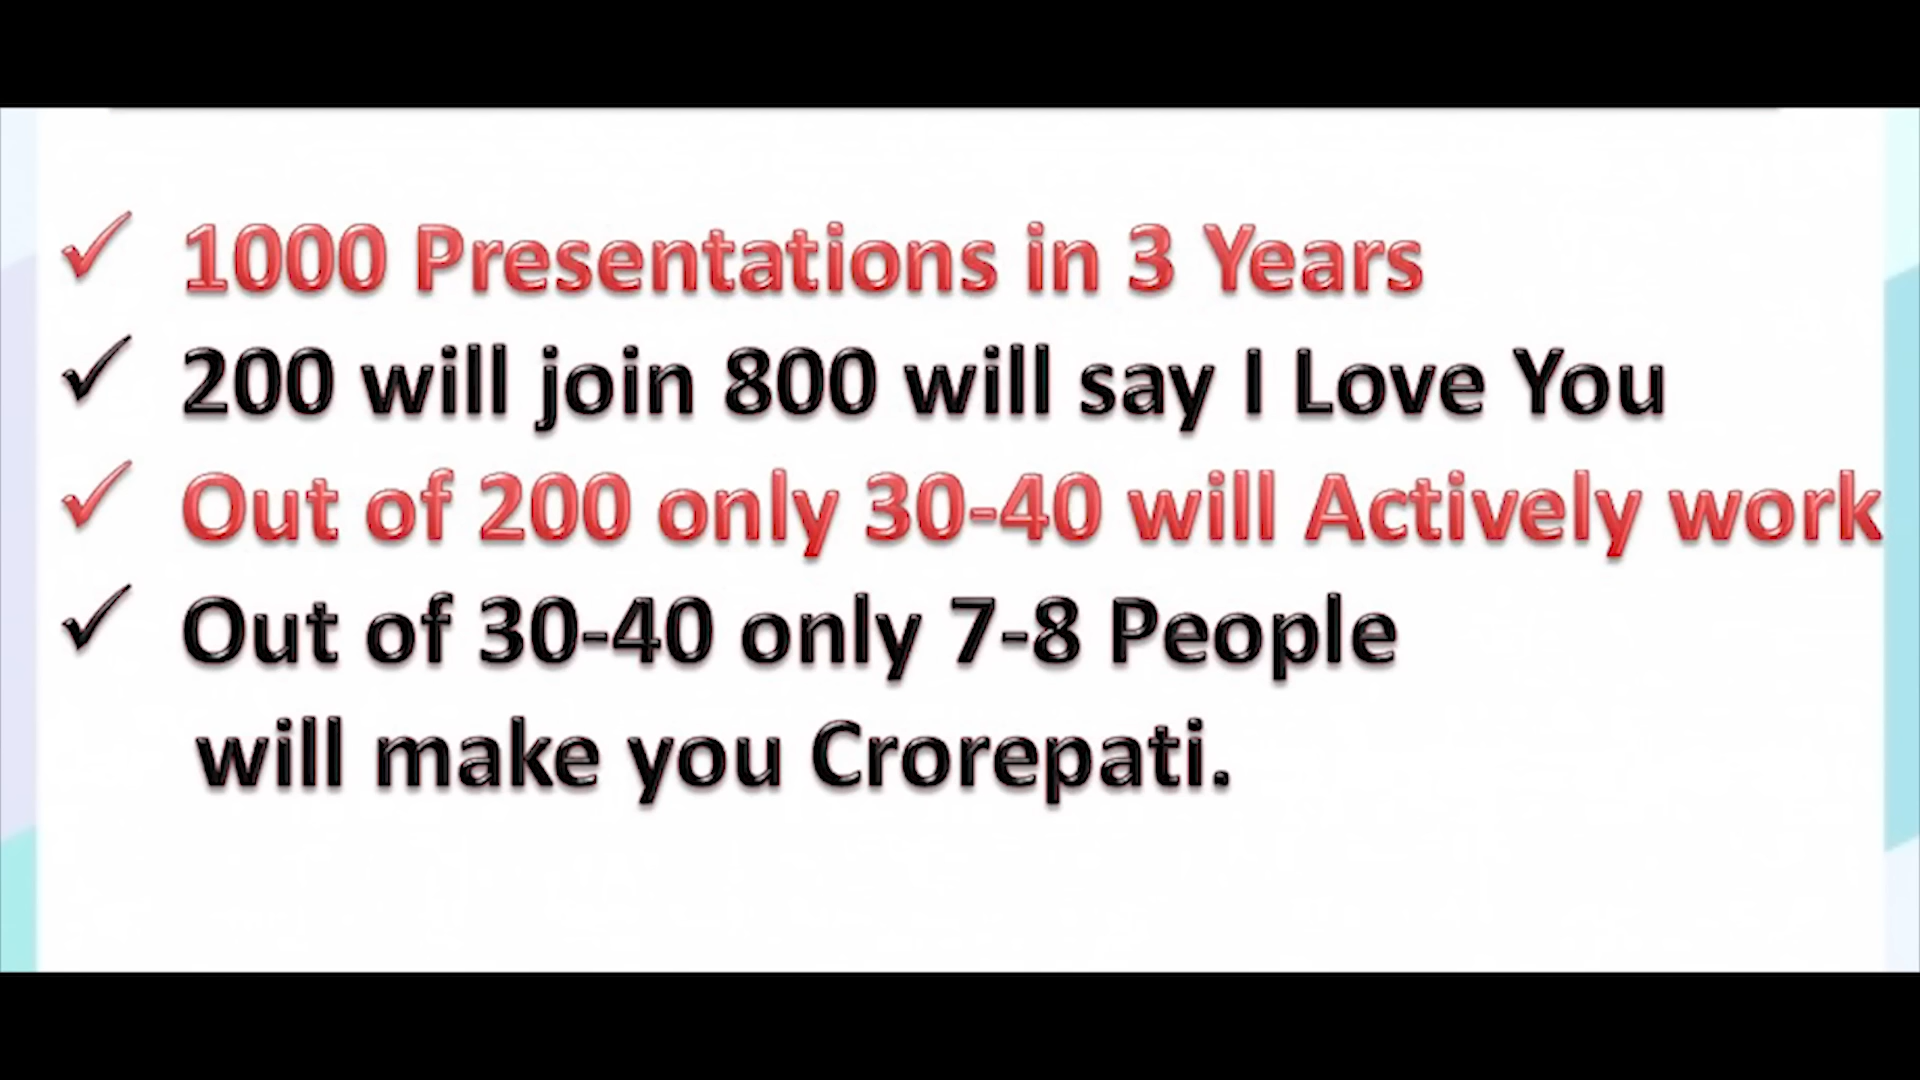 ✓ 1000 Presentations in 3 Years
✓ 200 will join 800 will say I Love You
✓ Out of 200 only 30-40 will Actively work
✓ Out of 30-40 only 7-8 People
will make you Crorepati.